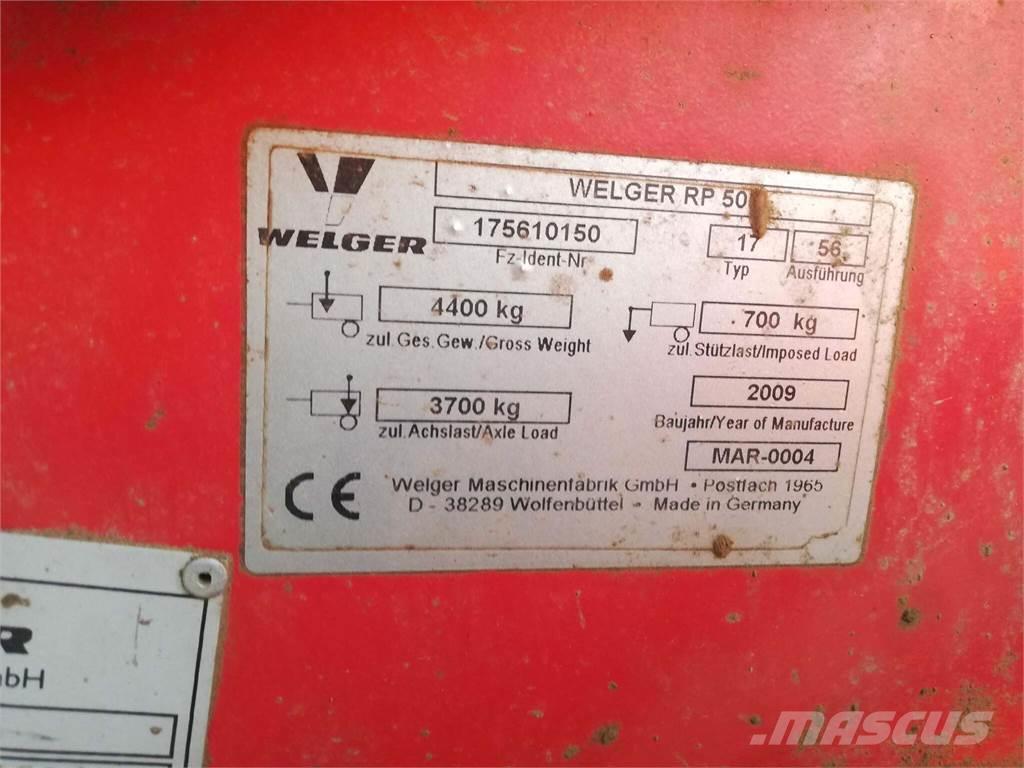 WELGER RP 50
WELGER
175610150
17
56
Fz-Ident-Nr
Typ
Ausführung
4400 kg
700 kg
zul.Ges.Gew./Gross Weight
zul.Stützlast/Imposed Load
3700 kg
2009
zul.Achslast/Axle Load
Baujahr/Year of Manufacture
MAR-0004
CE
Welger Maschinenfabrik GmbH • Postfach 1965
D - 38289 Wolfenbüttel - Made in Germany
MASCUS